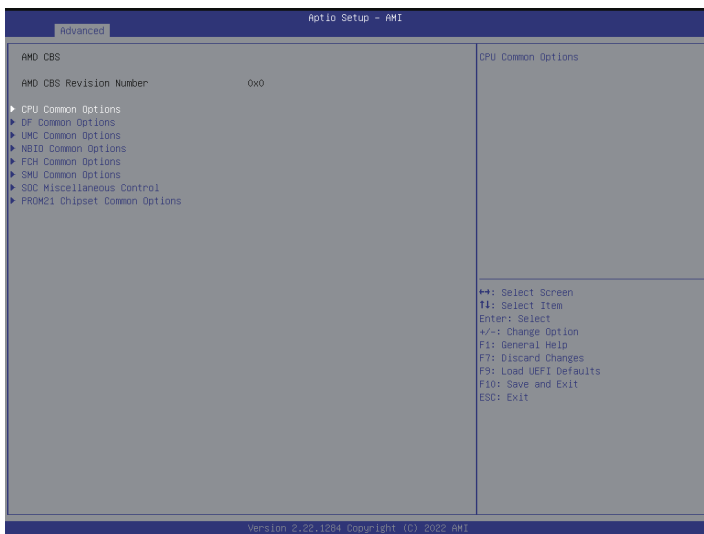 Aptio Setup - AMI
Advanced
AMD CBS
AMD CBS Revision Number 0x0
CPU Common Options
DF Common Options
UMC Common Options
NBIO Common Options
FCH Common Options
SMU Common Options
SOC Miscellaneous Control
PROM21 Chipset Common Options
CPU Common Options
↔: Select Screen
↑↓: Select Item
Enter: Select
+/-: Change Option
F1: General Help
F7: Discard Changes
F9: Load UEFI Defaults
F10: Save and Exit
ESC: Exit
Version 2.22.1284 Copyright (C) 2022 AMI